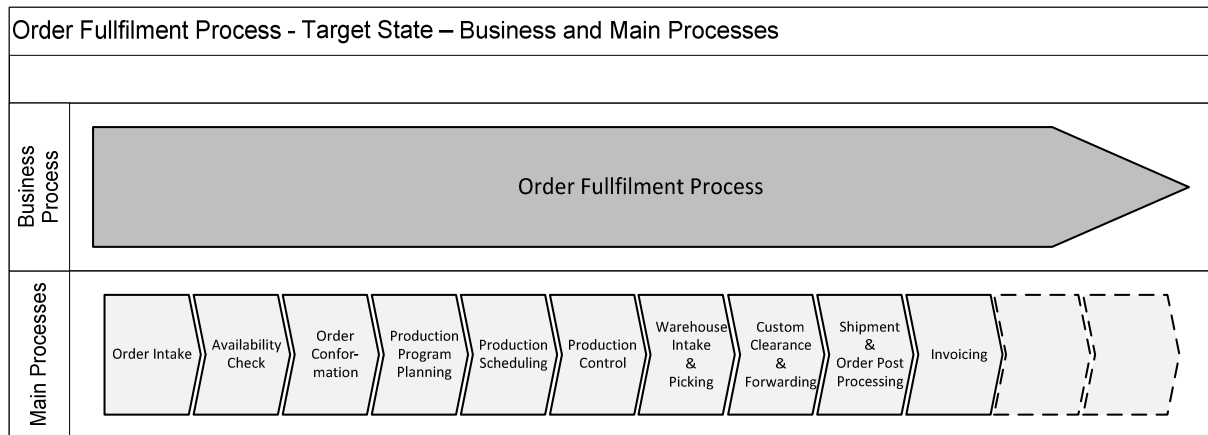 Order Fullfilment Process - Target State – Business and Main Processes
Business
Process
Order Fullfilment Process
Main Processes
Order Intake
Availability
Check
Order
Confor-
mation
Production
Program
Planning
Production
Scheduling
Production
Control
Warehouse
Intake
&
Picking
Custom
Clearance
&
Forwarding
Shipment
&
Order Post
Processing
Invoicing